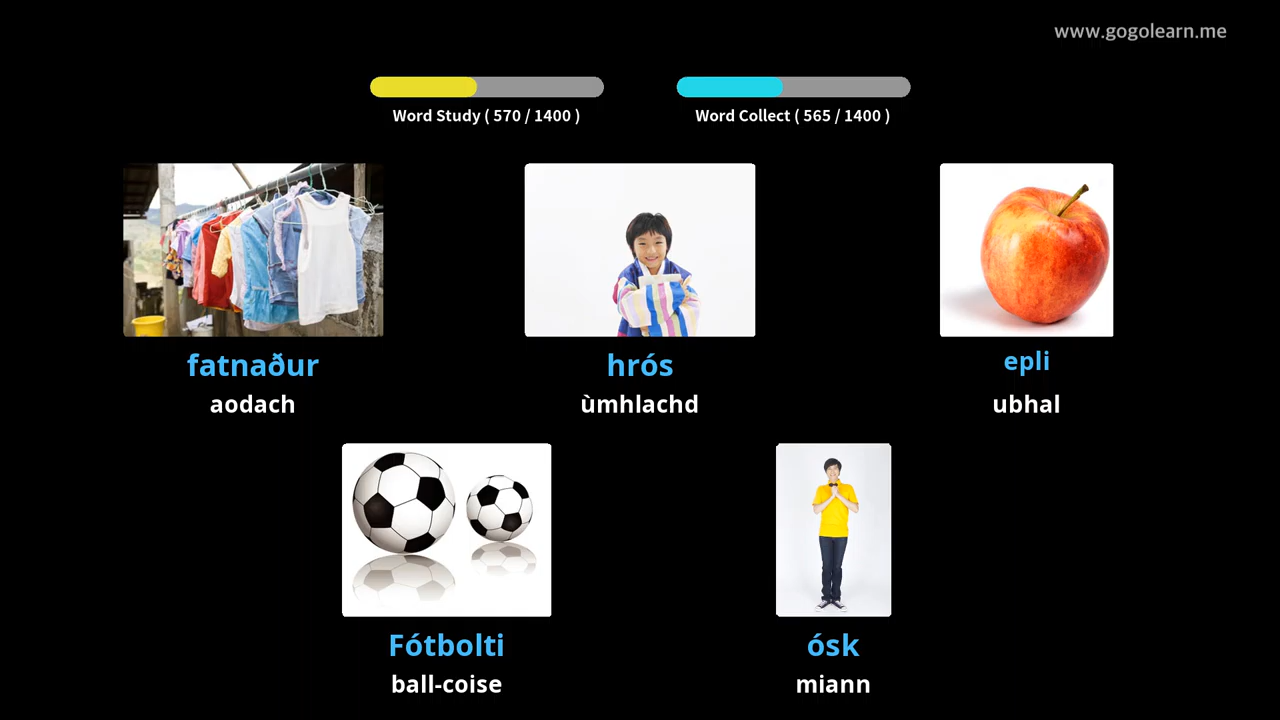 www.gogolearn.me
Word Study ( 570 / 1400 )
Word Collect ( 565 / 1400 )
fatnaður
aodach
hrós
ùmhlachd
epli
ubhal
Fótbolti
ball-coise
ósk
miann